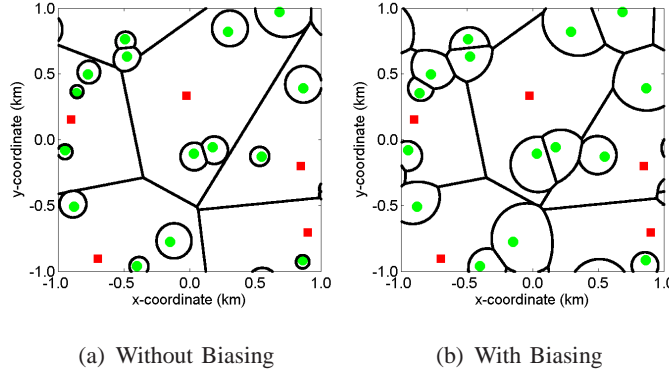 1.0
0.5
0.0
-0.5
-1.0
y-coordinate (km)
-1.0 -0.5 0.0 0.5 1.0
x-coordinate (km)
(a) Without Biasing
1.0
0.5
0.0
-0.5
-1.0
y-coordinate (km)
-1.0 -0.5 0.0 0.5 1.0
x-coordinate (km)
(b) With Biasing